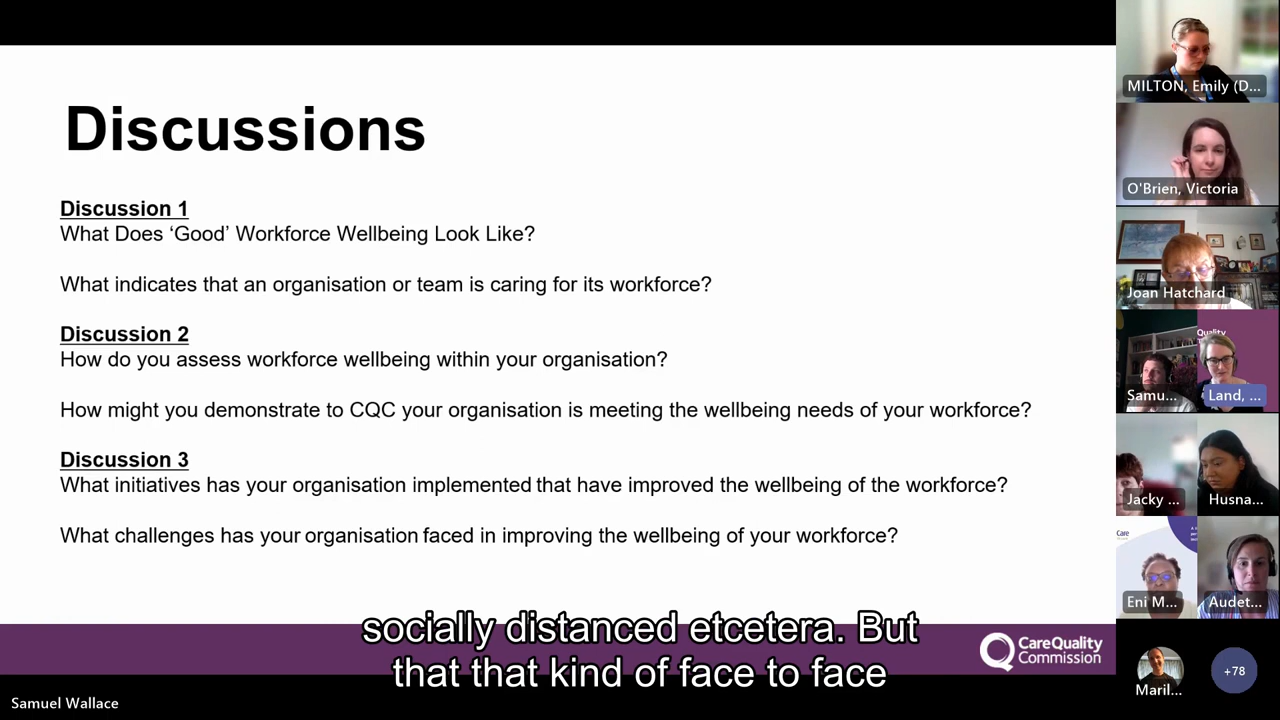 Discussions
Discussion 1
What Does ‘Good’ Workforce Wellbeing Look Like?
What indicates that an organisation or team is caring for its workforce?
Discussion 2
How do you assess workforce wellbeing within your organisation?
How might you demonstrate to CQC your organisation is meeting the wellbeing needs of your workforce?
Discussion 3
What initiatives has your organisation implemented that have improved the wellbeing of the workforce?
What challenges has your organisation faced in improving the wellbeing of your workforce?
socially distanced etcetera. But
that that kind of face to face
CareQuality
Commission
Samuel Wallace
MILTON, Emily (D...
O'Brien, Victoria
Joan Hatchard
Quality
Samu...
Land, ...
Jacky ...
Husna...
Care
Eni M...
Audet...
Maril...
+78